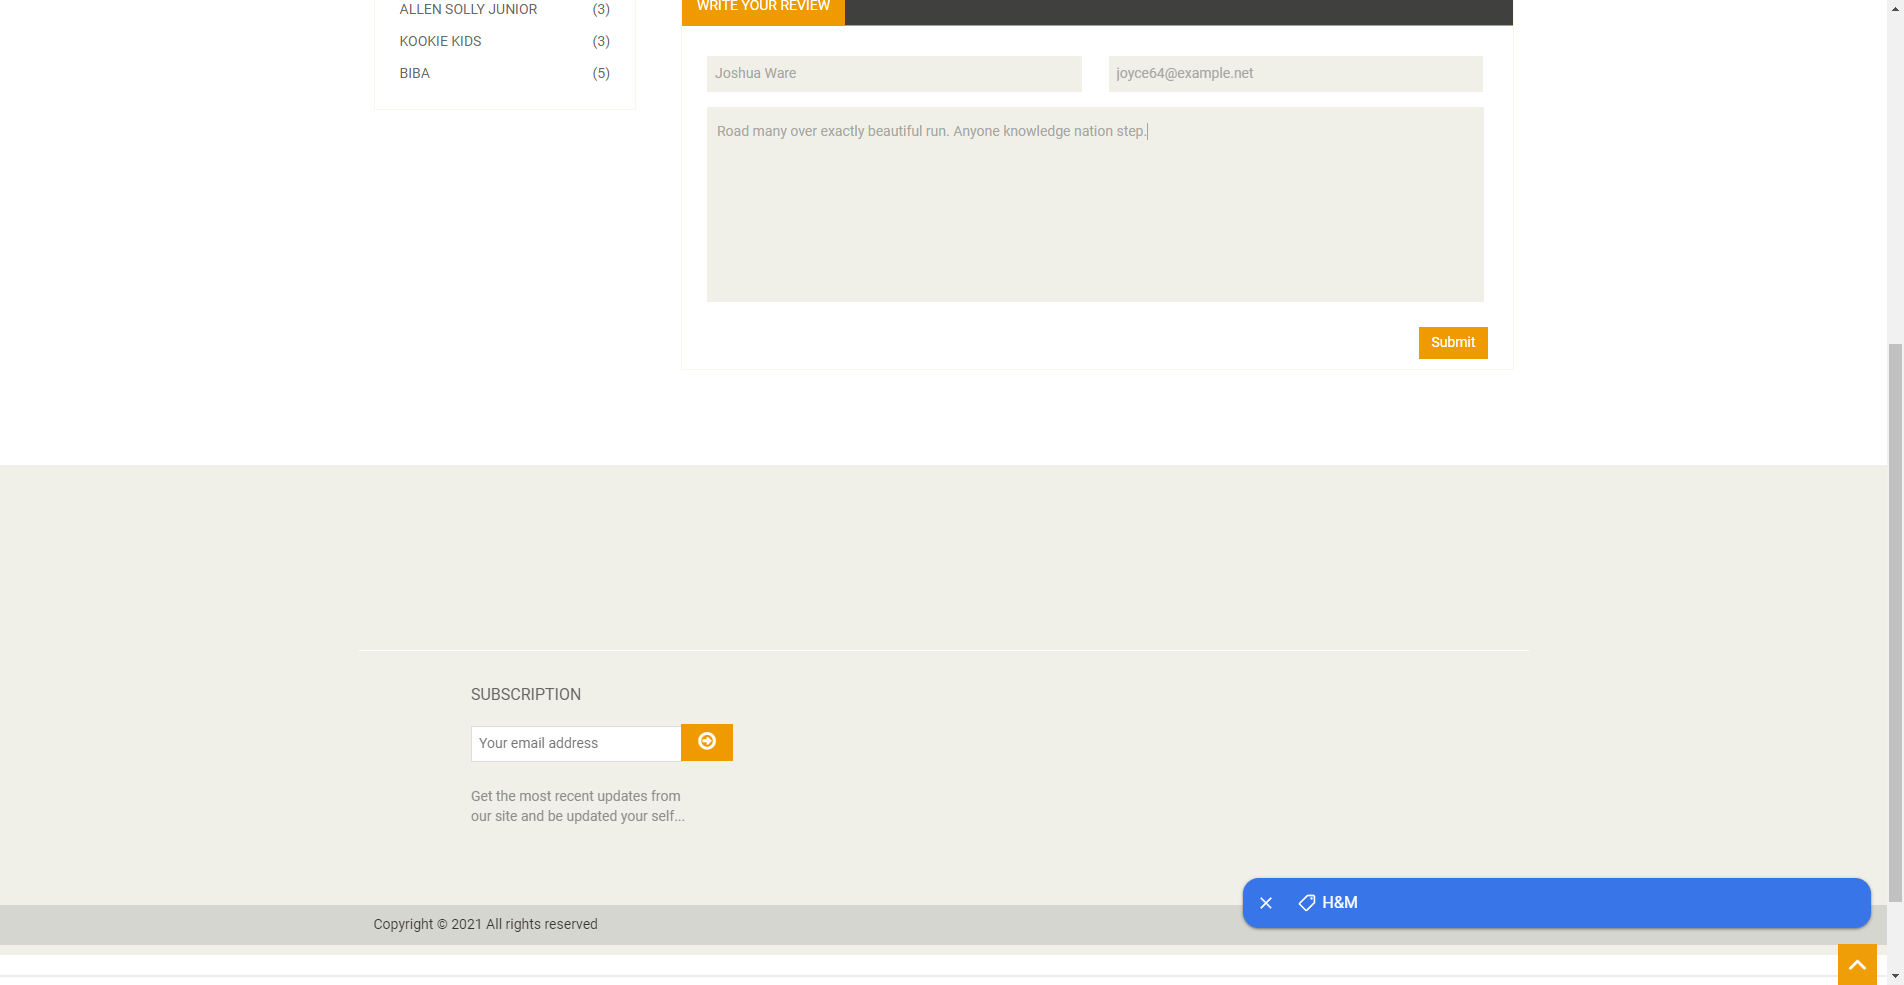 ALLEN SOLLY JUNIOR (3)
KOOKIE KIDS (3)
BIBA (5)
WRITE YOUR REVIEW
Joshua Ware
joyce64@example.net
Road many over exactly beautiful run. Anyone knowledge nation step.
Submit
SUBSCRIPTION
Your email address
Get the most recent updates from
our site and be updated your self...
H&M
Copyright © 2021 All rights reserved